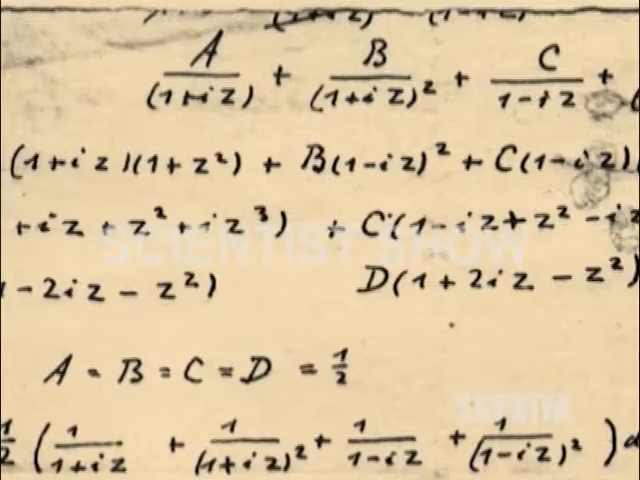 A/(1+iz) + B/(1+iz)² + C/1-iz +
(1+iz)(1+z²) + B(1-iz)² + C(1-iz)
+iz + z² + iz³) + C(1-iz+z²-iz
-2iz - z²) D(1+2iz - z²)
SCIENTIST SHOW
A = B = C = D = 1/2
1/2 (1/1+iz + 1/(1+iz)² + 1/1-iz + 1/(1-iz)²)